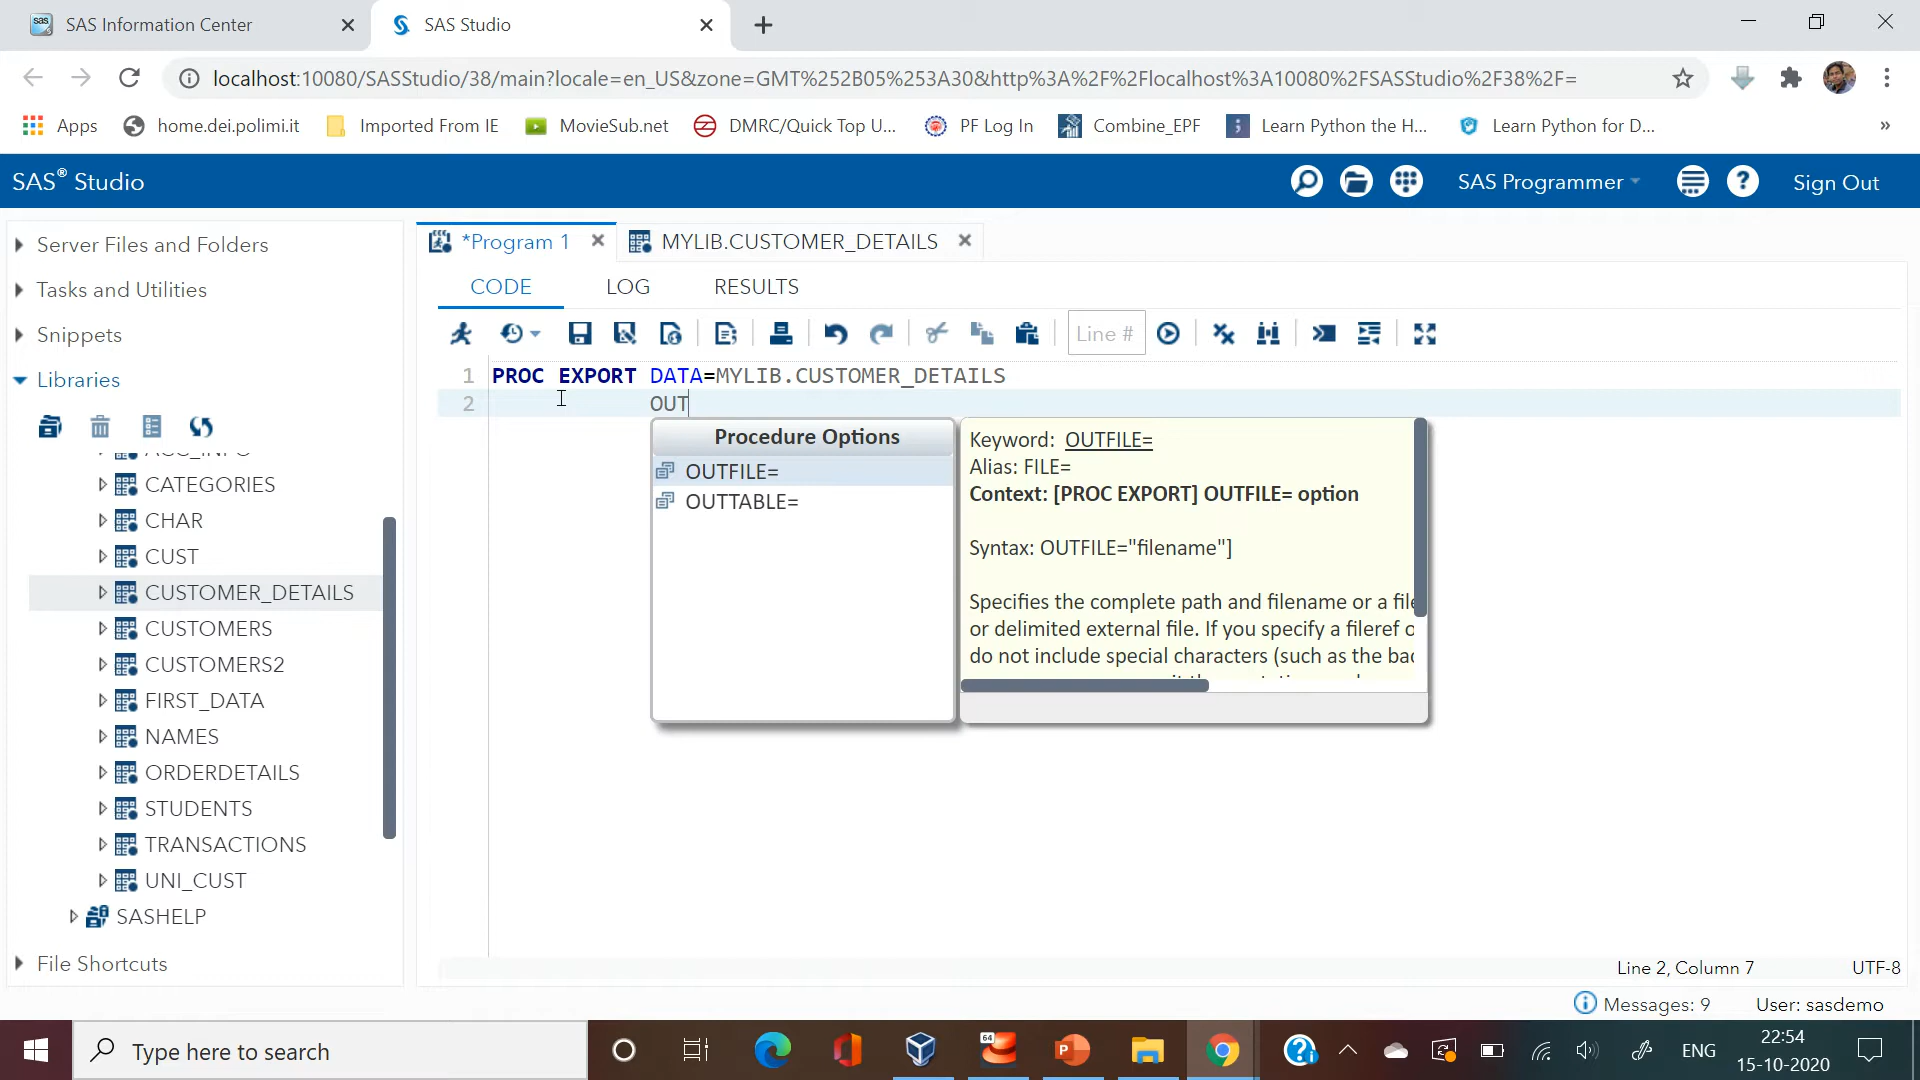 SAS Information Center
SAS Studio
localhost:10080/SASStudio/38/main?locale=en_US&zone=GMT%252B05%253A30&http%3A%2F%2Flocalhost%3A10080%2FSASStudio%2F38%2F=
Apps
home.dei.polimi.it
Imported From IE
MovieSub.net
DMRC/Quick Top U...
PF Log In
Combine_EPF
Learn Python the H...
Learn Python for D...
»
SAS® Studio
SAS Programmer
Sign Out
Server Files and Folders
Tasks and Utilities
Snippets
Libraries
CATEGORIES
CHAR
CUST
CUSTOMER_DETAILS
CUSTOMERS
CUSTOMERS2
FIRST_DATA
NAMES
ORDERDETAILS
STUDENTS
TRANSACTIONS
UNI_CUST
SASHELP
File Shortcuts
*Program 1
MYLIB.CUSTOMER_DETAILS
CODE
LOG
RESULTS
Line #
1 PROC EXPORT DATA=MYLIB.CUSTOMER_DETAILS
2 OUT
Procedure Options
OUTFILE=
OUTTABLE=
Keyword: OUTFILE=
Alias: FILE=
Context: [PROC EXPORT] OUTFILE= option
Syntax: OUTFILE="filename"]
Specifies the complete path and filename or a file
or delimited external file. If you specify a fileref o
do not include special characters (such as the bac
Line 2, Column 7
UTF-8
Messages: 9
User: sasdemo
Type here to search
64
ENG
22:54
15-10-2020